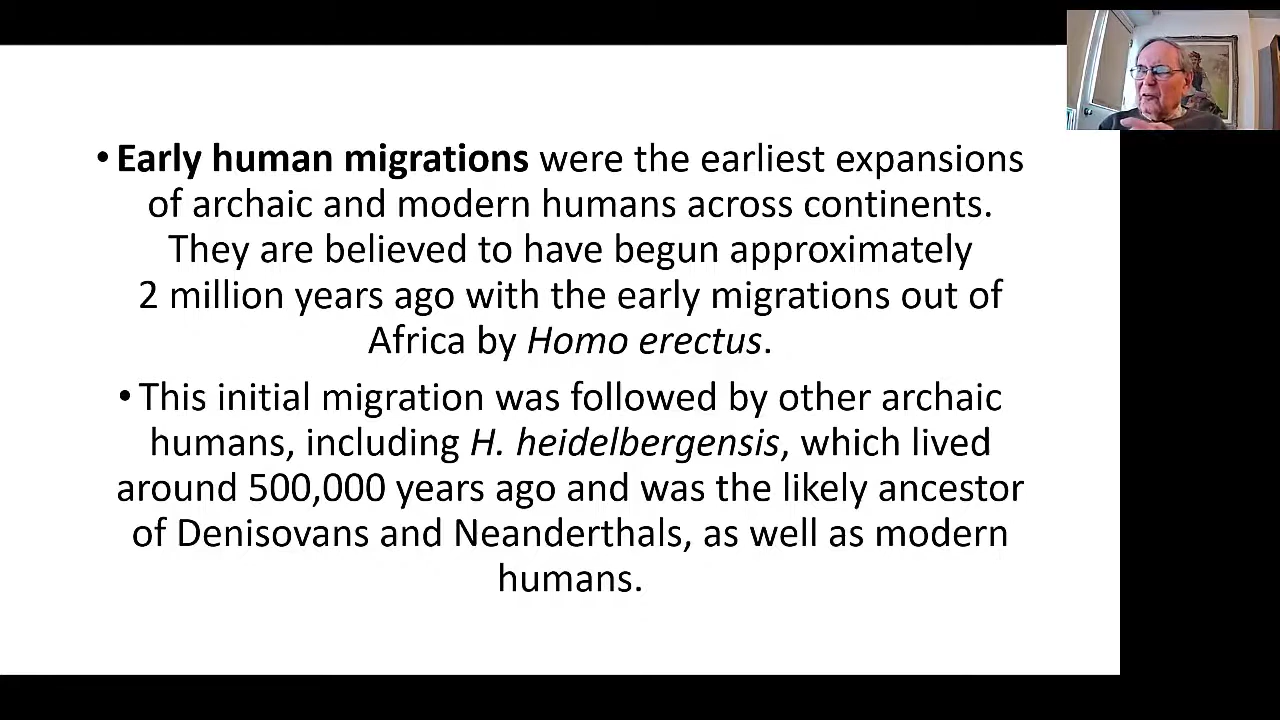 • Early human migrations were the earliest expansions
of archaic and modern humans across continents.
They are believed to have begun approximately
2 million years ago with the early migrations out of
Africa by Homo erectus.
• This initial migration was followed by other archaic
humans, including H. heidelbergensis, which lived
around 500,000 years ago and was the likely ancestor
of Denisovans and Neanderthals, as well as modern
humans.